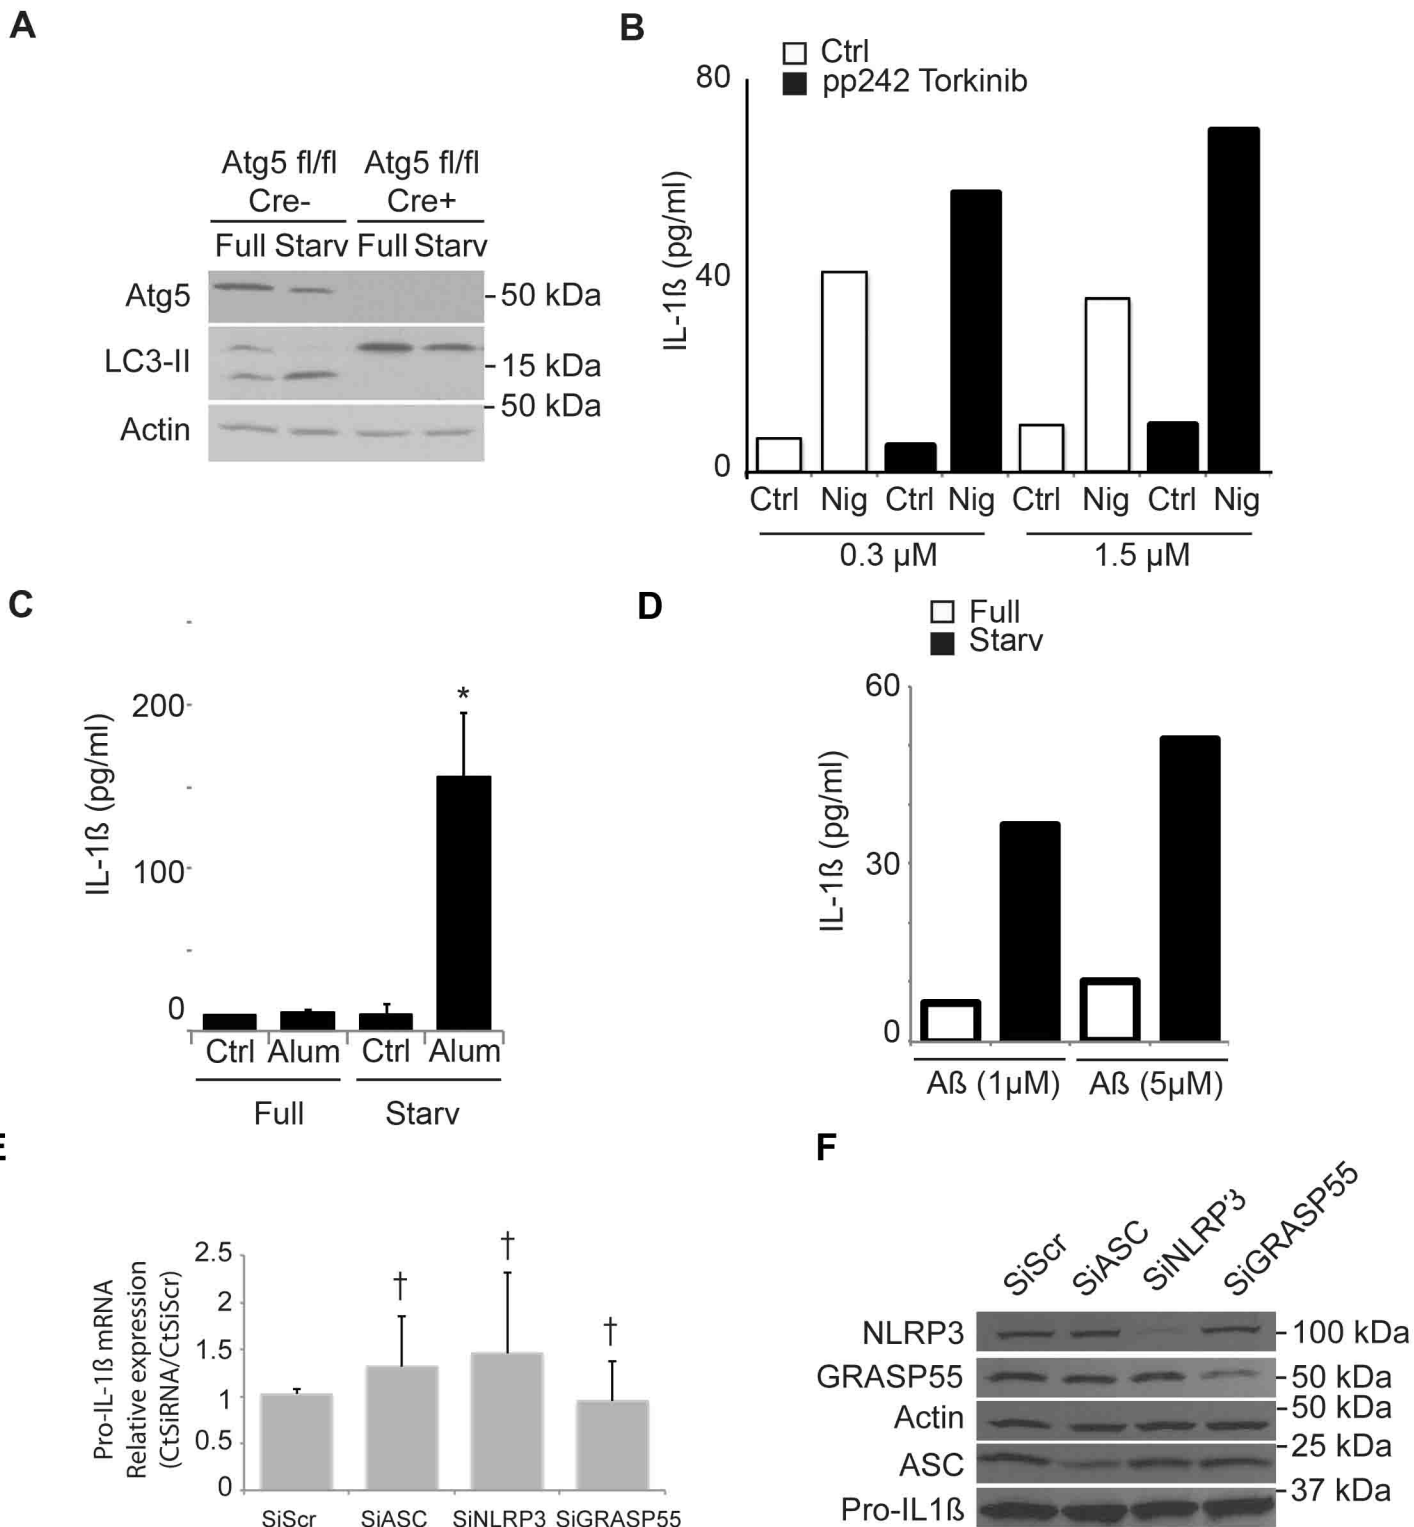 A
Atg5 fl/fl Atg5 fl/fl
Cre- Cre+
Full Starv Full Starv
Atg5
-50 kDa
LC3-II
-15 kDa
-50 kDa
Actin
B
Ctrl
pp242 Torkinib
80
40
0
IL-1ß (pg/ml)
Ctrl Nig Ctrl Nig Ctrl Nig Ctrl Nig
0.3 µM 1.5 µM
C
200
100
0
IL-1ß (pg/ml)
*
Ctrl Alum Ctrl Alum
Full Starv
D
Full
Starv
60
30
0
IL-1ß (pg/ml)
Aß (1µM) Aß (5µM)
E
Pro-IL-1ß mRNA
Relative expression
(CtSiRNA/CtSiScr)
2.5
2
1.5
1
0.5
0
† † †
SiScr SiASC SiNLRP3 SiGRASP55
F
SiScr SiASC SiNLRP3 SiGRASP55
NLRP3 -100 kDa
GRASP55 -50 kDa
-50 kDa
Actin
-25 kDa
ASC
-37 kDa
Pro-IL1ß